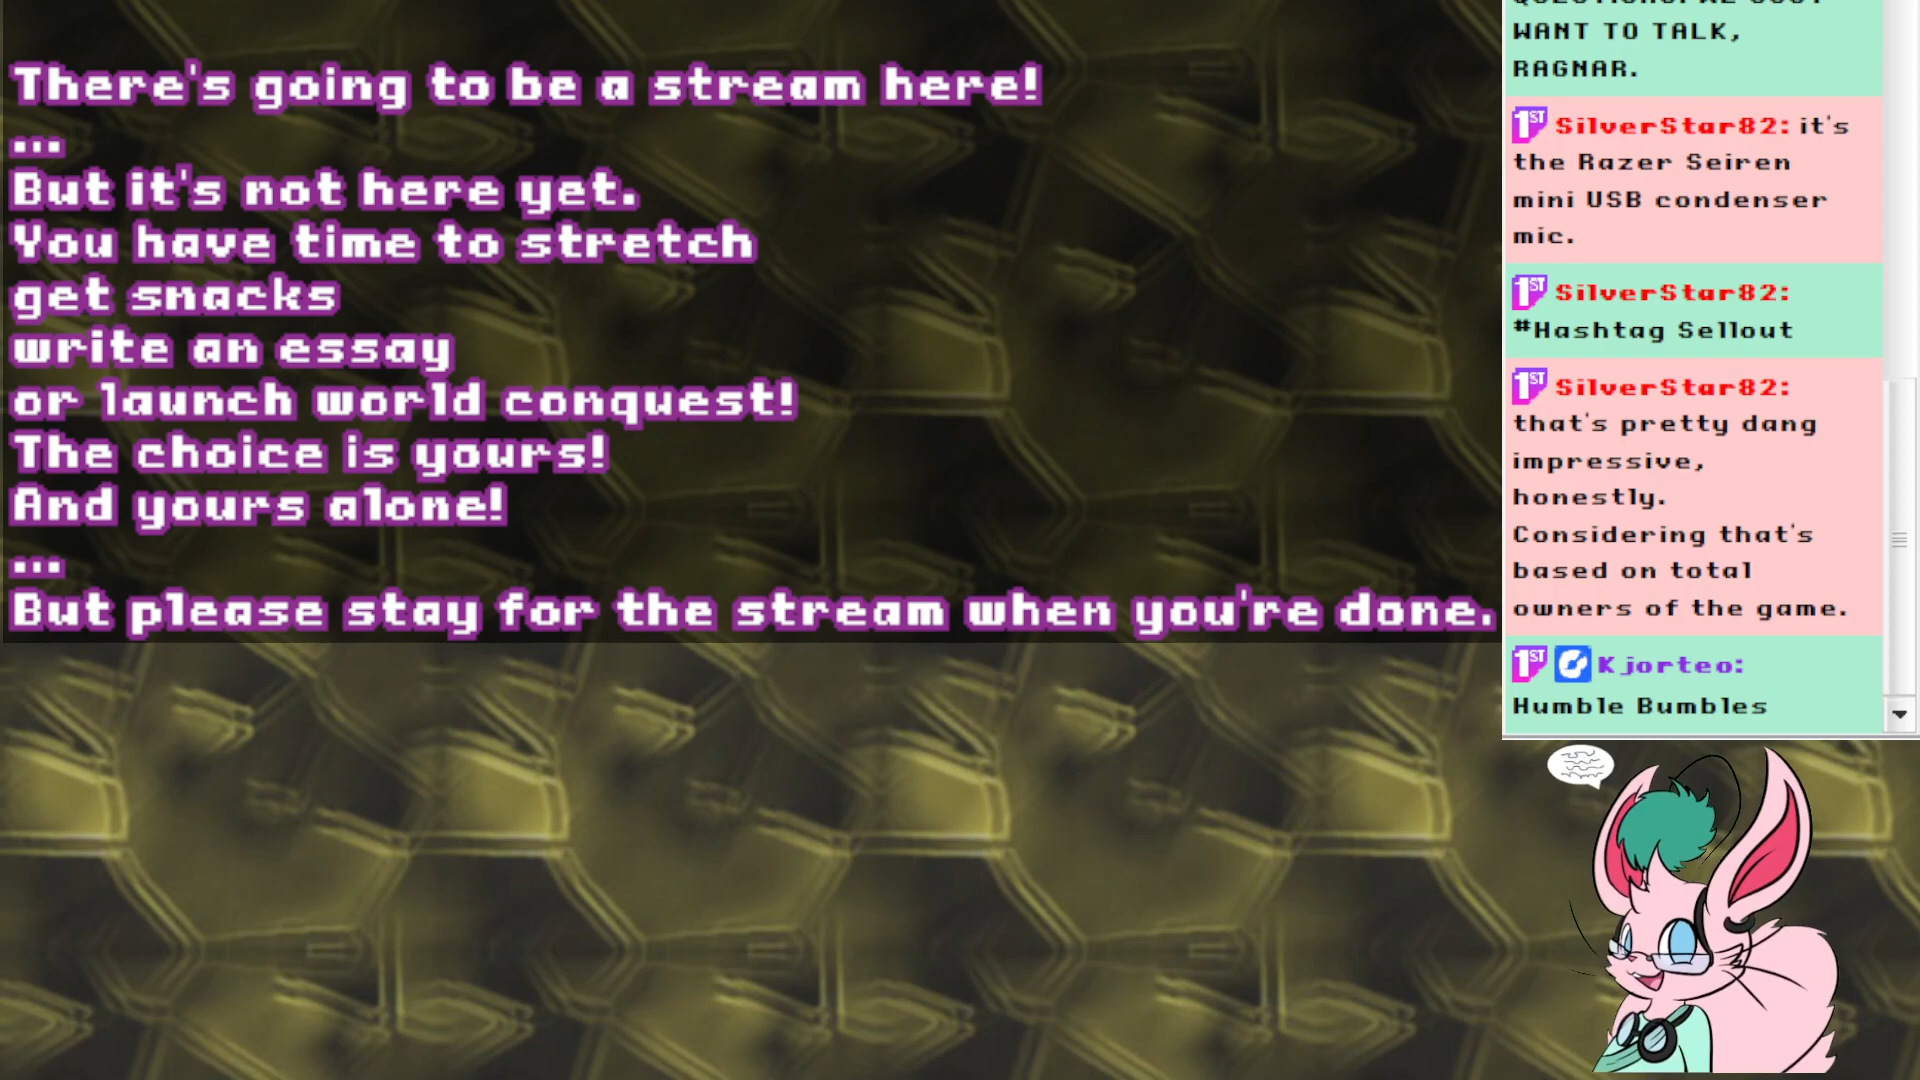 There's going to be a stream here!
...
But it's not here yet.
You have time to stretch
get snacks
write an essay
or launch world conquest!
The choice is yours!
And yours alone!
...
But please stay for the stream when you're done.
WANT TO TALK,
RAGNAR.
1ST SilverStar82: it's
the Razer Seiren
mini USB condenser
mic.
1ST SilverStar82:
#Hashtag Sellout
1ST SilverStar82:
that's pretty dang
impressive,
honestly.
Considering that's
based on total
owners of the game.
1ST Kjorteo:
Humble Bumbles